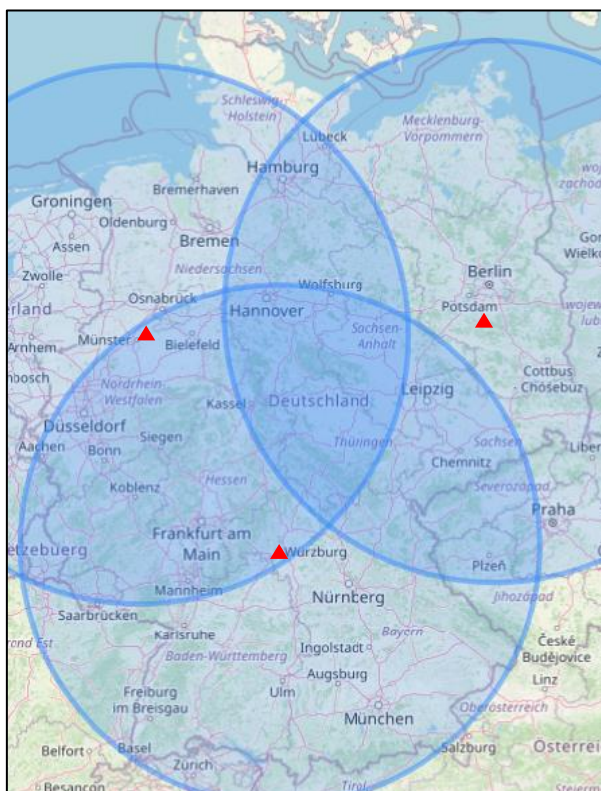 Schleswig-
Holstein
Mecklenburg-
Vorpommern
Lübeck
Hamburg
Bremerhaven
Groningen
Oldenburg
Assen
Bremen
Zwolle
Niedersachsen
Berlin
Wolfsburg
Osnabrück
Potsdam
Hannover
erland
Münster
Bielefeld
Sachsen-
Anhalt
Arnhem
enbosch
Nordrhein-
Westfalen
Cottbus
- Chóśebuz
Kassel
Deutschland
Leipzig
Düsseldorf
Siegen
Thüringen
Sachsen
Aachen
Bonn
Chemnitz
Hessen
Koblenz
Severozápad
Praha
Frankfurt am
Main
etzebuerg
Würzburg
Plzeň
Mannheim
Nürnberg
Jihozápad
Saarbrücken
Karlsruhe
Bayern
Ingolstadt
České
Budějovice
Baden-Württemberg
Augsburg
Linz
Ulm
Freiburg
im Breisgau
München
Oberösterreich
Belfort
Basel
Salzburg
Österreich
Zürich
Besançon
Tirol